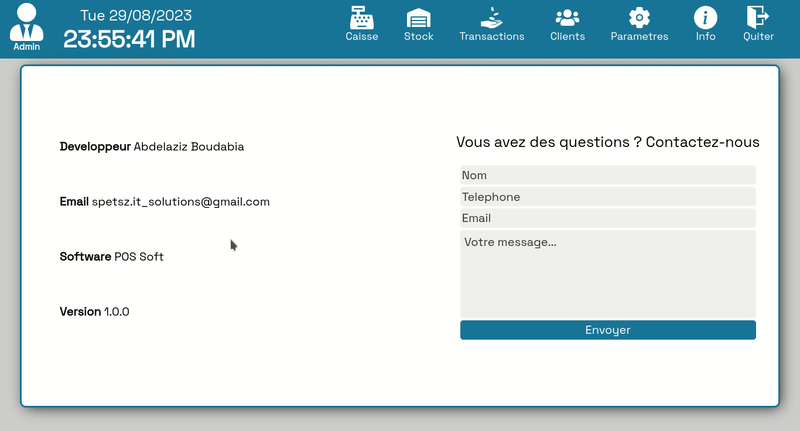 Tue 29/08/2023
23:55:41 PM
Admin
Caisse
Stock
Transactions
Clients
Parametres
Info
Quiter
Developpeur Abdelaziz Boudabia
Email spetsz.it_solutions@gmail.com
Software POS Soft
Version 1.0.0
Vous avez des questions ? Contactez-nous
Nom
Telephone
Email
Votre message...
Envoyer